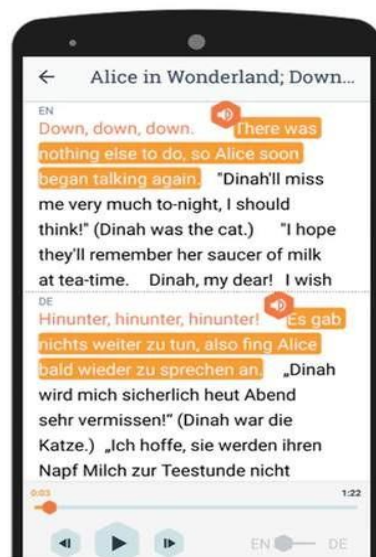 Alice in Wonderland; Down...
EN
Down, down, down. There was
nothing else to do, so Alice soon
began talking again. "Dinah'll miss
me very much to-night, I should
think!" (Dinah was the cat.) "I hope
they'll remember her saucer of milk
at tea-time. Dinah, my dear! I wish
DE
Hinunter, hinunter, hinunter! Es gab
nichts weiter zu tun, also fing Alice
bald wieder zu sprechen an. „Dinah
wird mich sicherlich heut Abend
sehr vermissen!“ (Dinah war die
Katze.) „Ich hoffe, sie werden ihren
Napf Milch zur Teestunde nicht
0:03 1:22
EN DE